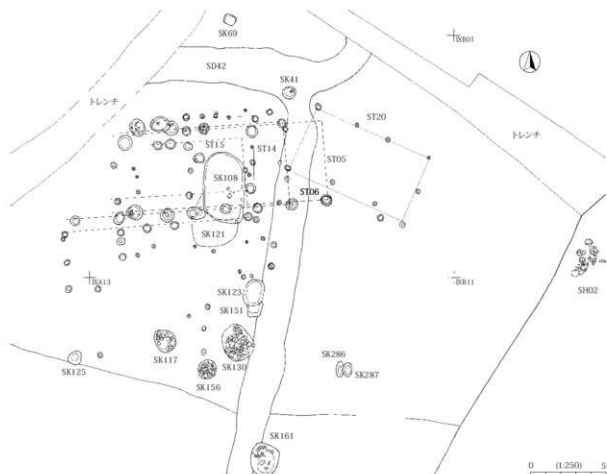 SK69
IXB01
SD42
SK41
トレンチ
ST20
トレンチ
ST15
ST14
ST05
SK108
ST06
SK121
SH02
IXA13
IXB11
SK123
SK151
SK117
SK130
SK125
SK156
SK286
SK287
SK161
0 (1:250) 5